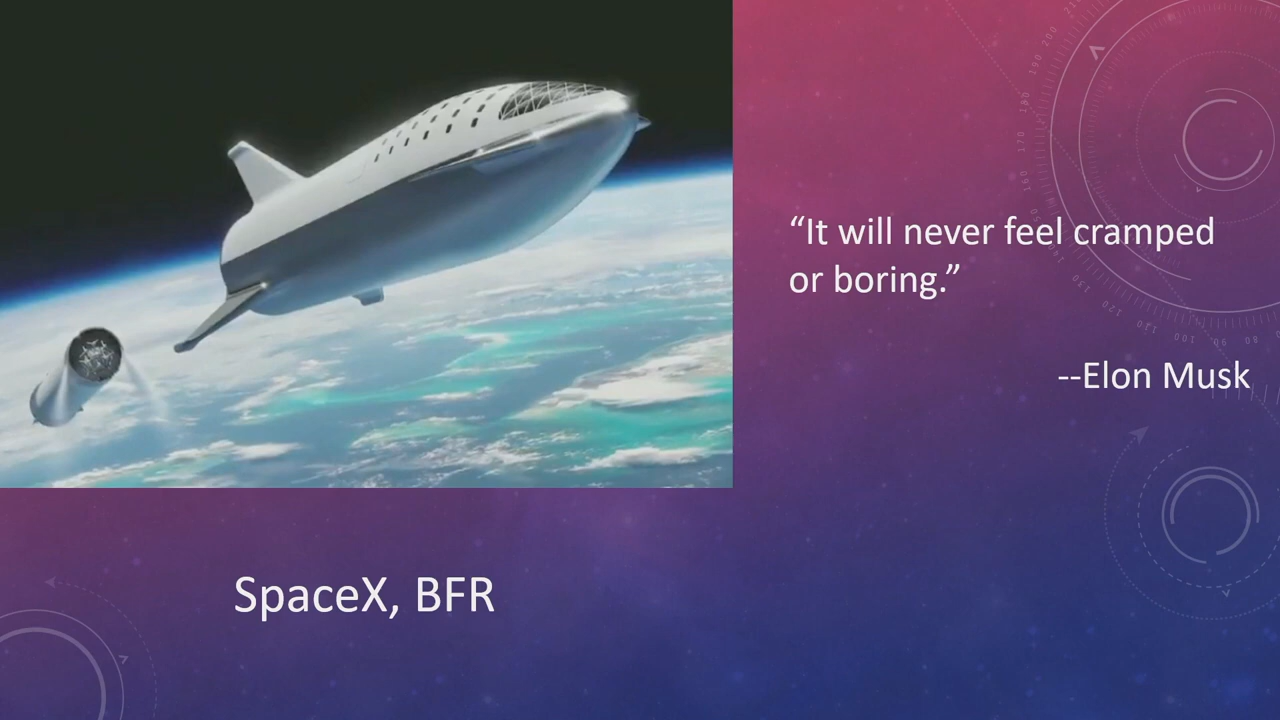 “It will never feel cramped
or boring.”
--Elon Musk
SpaceX, BFR